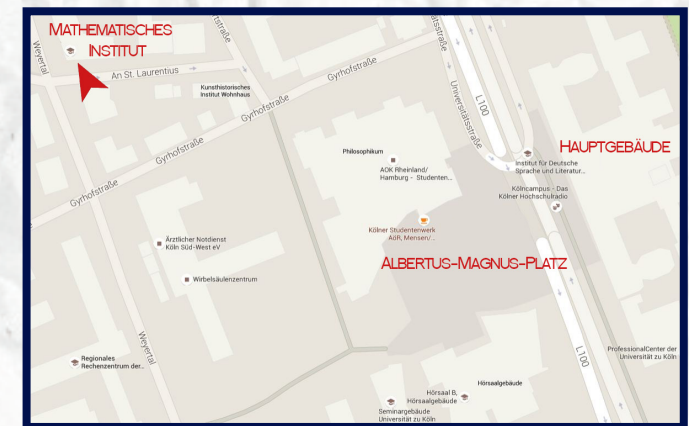 MATHEMATISCHES
INSTITUT
Weyertal
An St. Laurentius
Kunsthistorisches
Institut Wohnhaus
Gyrhofstraße
Gyrhofstraße
Gyrhofstraße
Gyrhofstraße
Universitätsstraße
L100
HAUPTGEBÄUDE
Philosophikum
AOK Rheinland/
Hamburg - Studenten...
Institut für Deutsche
Sprache und Literatur...
Kölncampus - Das
Kölner Hochschulradio
Kölner Studentenwerk
AöR, Mensen/...
ALBERTUS-MAGNUS-PLATZ
Ärztlicher Notdienst
Köln Süd-West eV
Wirbelsäulenzentrum
Weyertal
Regionales
Rechenzentrum der...
L100
ProfessionalCenter der
Universität zu Köln
Hörsaalgebäude
Hörsaal B,
Hörsaalgebäude
Seminargebäude
Universität zu Köln